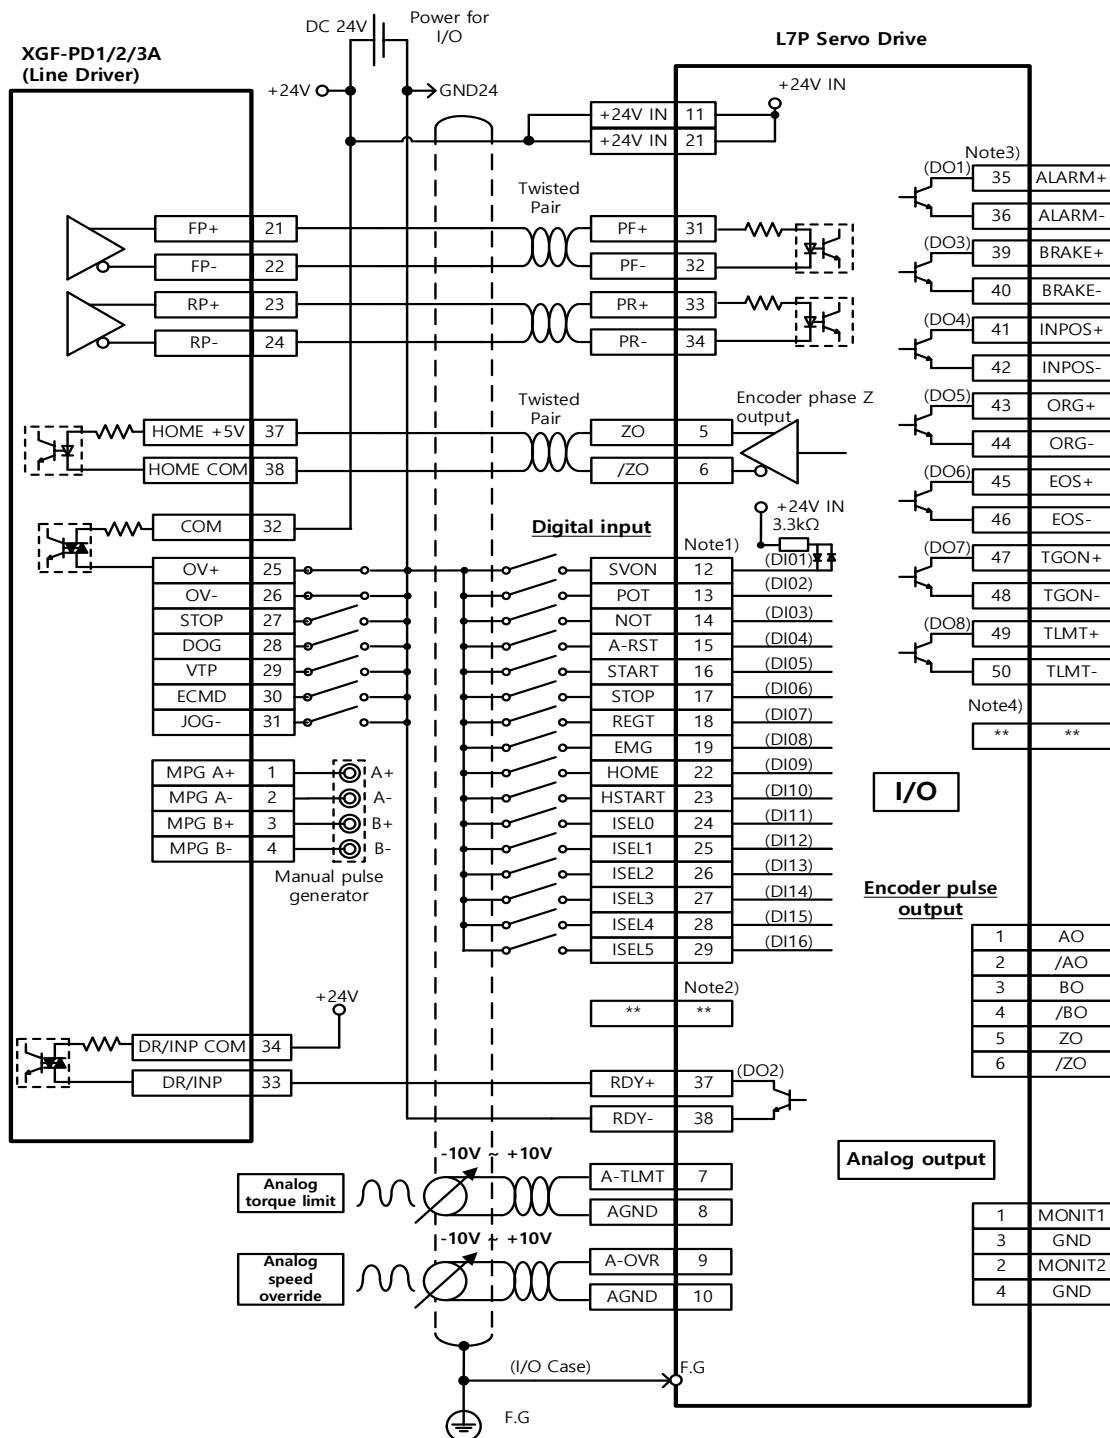 DC 24V
Power for
I/O
XGF-PD1/2/3A
(Line Driver)
L7P Servo Drive
+24V
GND24
+24V IN
+24V IN 11
+24V IN 21
Twisted
Pair
FP+ 21
FP- 22
RP+ 23
RP- 24
PF+ 31
PF- 32
PR+ 33
PR- 34
Twisted
Pair
HOME +5V 37
HOME COM 38
ZO 5
/ZO 6
Encoder phase Z
output
COM 32
OV+ 25
OV- 26
STOP 27
DOG 28
VTP 29
ECMD 30
JOG- 31
MPG A+ 1 A+
MPG A- 2 A-
MPG B+ 3 B+
MPG B- 4 B-
Manual pulse
generator
Digital input
Note1)
+24V IN
3.3kΩ
SVON 12 (DI01)
POT 13 (DI02)
NOT 14 (DI03)
A-RST 15 (DI04)
START 16 (DI05)
STOP 17 (DI06)
REGT 18 (DI07)
EMG 19 (DI08)
HOME 22 (DI09)
HSTART 23 (DI10)
ISEL0 24 (DI11)
ISEL1 25 (DI12)
ISEL2 26 (DI13)
ISEL3 27 (DI14)
ISEL4 28 (DI15)
ISEL5 29 (DI16)
Note2)
** **
+24V
DR/INP COM 34
DR/INP 33
RDY+ 37 (DO2)
RDY- 38
-10V ~ +10V
Analog
torque limit
A-TLMT 7
AGND 8
-10V ~ +10V
Analog
speed
override
A-OVR 9
AGND 10
(I/O Case)
F.G
F.G
Note3)
(DO1) 35 ALARM+
36 ALARM-
(DO3) 39 BRAKE+
40 BRAKE-
(DO4) 41 INPOS+
42 INPOS-
(DO5) 43 ORG+
44 ORG-
(DO6) 45 EOS+
46 EOS-
(DO7) 47 TGON+
48 TGON-
(DO8) 49 TLMT+
50 TLMT-
Note4)
** **
I/O
Encoder pulse
output
1 AO
2 /AO
3 BO
4 /BO
5 ZO
6 /ZO
Analog output
1 MONIT1
3 GND
2 MONIT2
4 GND